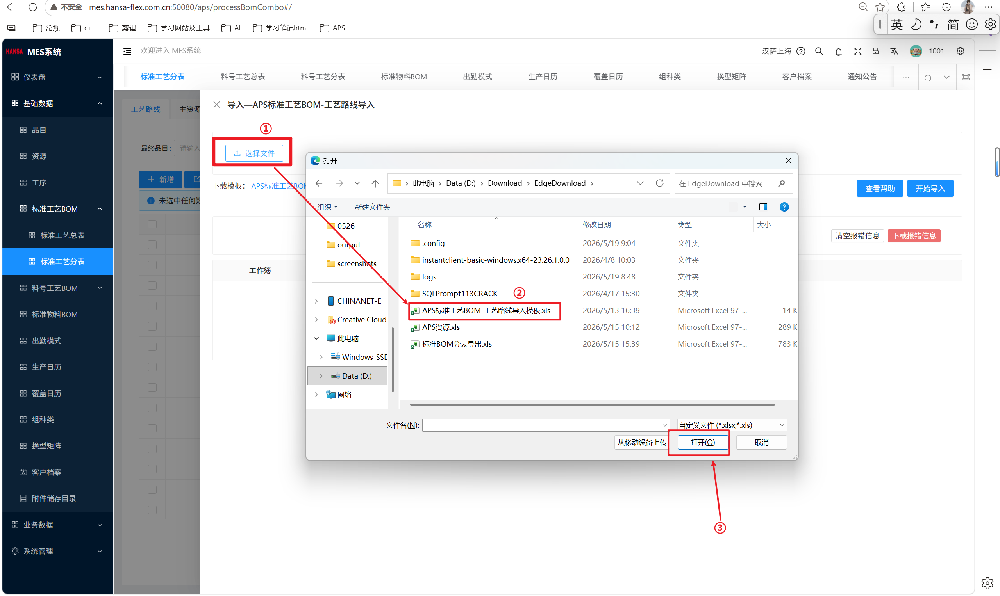 不安全 mes.hansa-flex.com.cn:50080/aps/processBomCombo#/
常规 c++ 剪辑 学习网站及工具 AI 学习笔记html APS
英 简
HANSA MES系统
欢迎进入 MES系统
汉萨上海 1001
标准工艺分表 料号工艺总表 料号工艺分表 标准物料BOM 出勤模式 生产日历 覆盖日历 组种类 换型矩阵 客户档案 通知公告
仪表盘
基础数据
品目
资源
工序
标准工艺BOM
标准工艺总表
标准工艺分表
料号工艺BOM
标准物料BOM
出勤模式
生产日历
覆盖日历
组种类
换型矩阵
客户档案
附件储存目录
业务数据
系统管理
工艺路线 主资源
最终品目: 请输入
新增
未选中任何数
导入—APS标准工艺BOM-工艺路线导入
①
选择文件
下载模板: APS标准工艺BOM
查看帮助 开始导入
清空报错信息 下载报错信息
工作簿
打开
此电脑 Data (D:) Download EdgeDownload
在 EdgeDownload 中搜索
组织 新建文件夹
0526
output
screenshots
CHINANET-E
Creative Cloud
此电脑
Windows-SSD
Data (D:)
网络
名称 修改日期 类型 大小
.config 2026/5/19 9:04 文件夹
instantclient-basic-windows.x64-23.26.1.0.0 2026/4/8 10:03 文件夹
logs 2026/5/19 8:48 文件夹
SQLPrompt113CRACK 2026/4/17 15:30 文件夹
②
APS标准工艺BOM-工艺路线导入模板.xls 2026/5/13 16:39 Microsoft Excel 97-... 14 K
APS资源.xls 2026/5/15 10:12 Microsoft Excel 97-... 289 K
标准BOM分表导出.xls 2026/5/15 15:39 Microsoft Excel 97-... 783 K
文件名(N): 自定义文件 (*.xlsx;*.xls)
从移动设备上传 打开(O) 取消
③